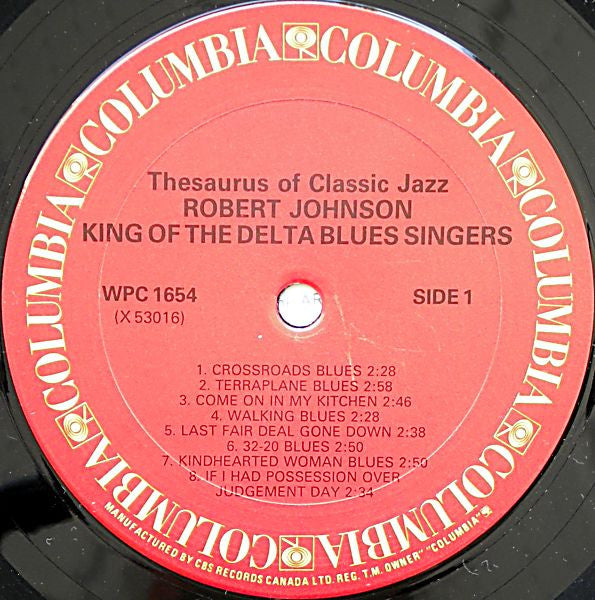 COLUMBIA COLUMBIA COLUMBIA COLUMBIA COLUMBIA COLUMBIA
Thesaurus of Classic Jazz
ROBERT JOHNSON
KING OF THE DELTA BLUES SINGERS
WPC 1654
(X 53016)
SIDE 1
1. CROSSROADS BLUES 2:28
2. TERRAPLANE BLUES 2:58
3. COME ON IN MY KITCHEN 2:46
4. WALKING BLUES 2:28
5. LAST FAIR DEAL GONE DOWN 2:38
6. 32-20 BLUES 2:50
7. KINDHEARTED WOMAN BLUES 2:50
8. IF I HAD POSSESSION OVER
JUDGEMENT DAY 2:34
MANUFACTURED BY CBS RECORDS CANADA LTD. REG. T.M. OWNER "COLUMBIA"